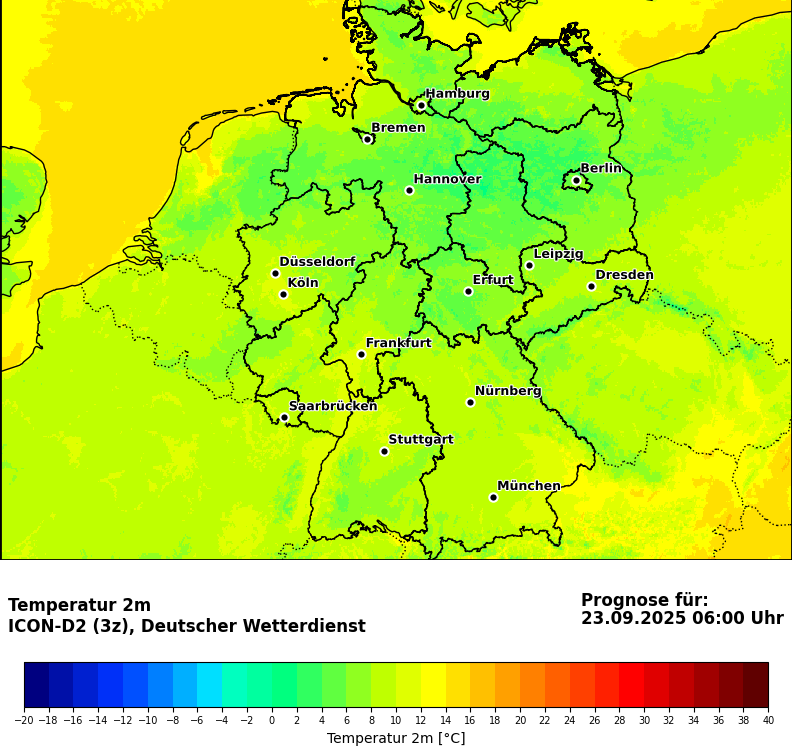 Hamburg
Bremen
Berlin
Hannover
Leipzig
Düsseldorf
Dresden
Köln
Erfurt
Frankfurt
Nürnberg
Saarbrücken
Stuttgart
München
Temperatur 2m
ICON-D2 (3z), Deutscher Wetterdienst
Prognose für:
23.09.2025 06:00 Uhr
−20 −18 −16 −14 −12 −10 −8 −6 −4 −2 0 2 4 6 8 10 12 14 16 18 20 22 24 26 28 30 32 34 36 38 40
Temperatur 2m [°C]